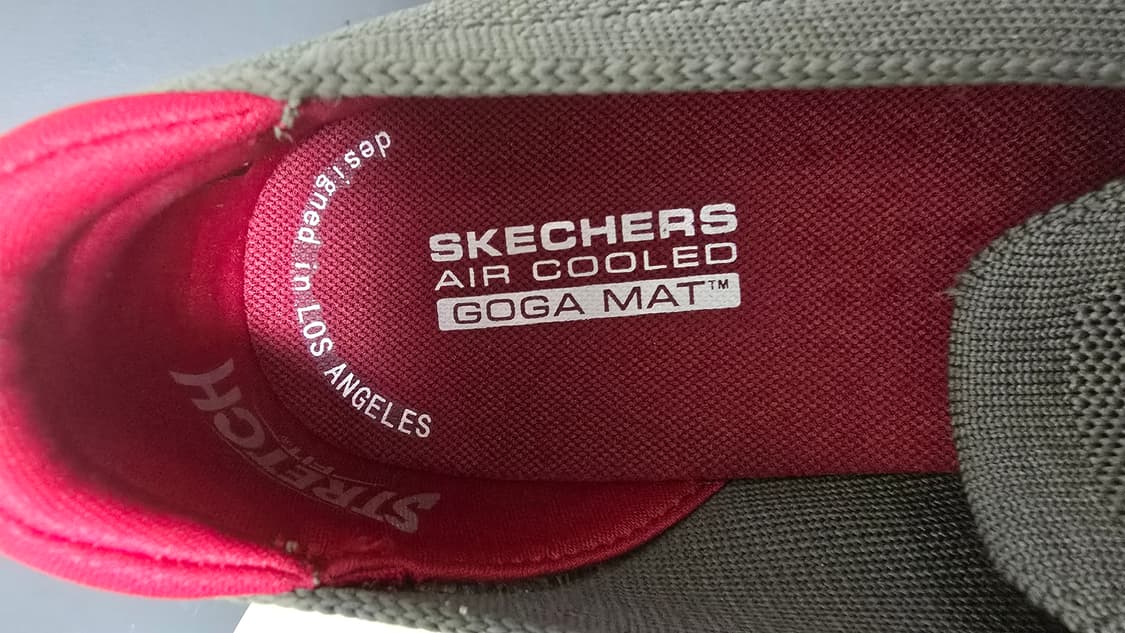 SKECHERS
AIR COOLED
GOGA MAT™
designed in LOS ANGELES
STRETCH